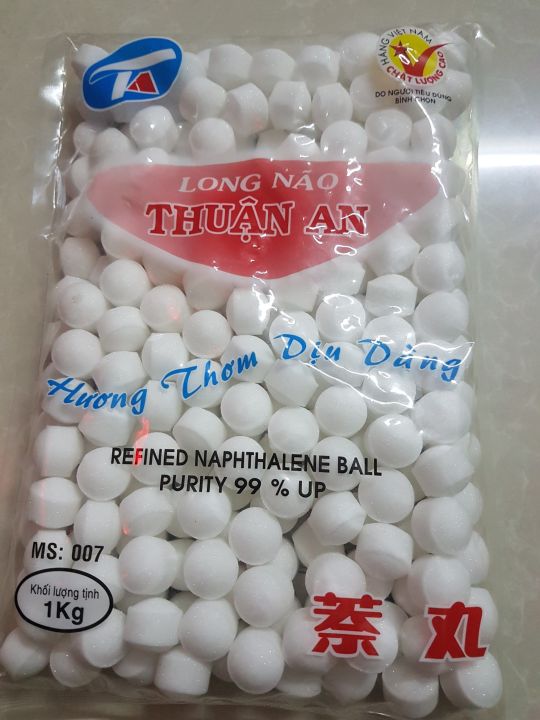 TA
HÀNG VIỆT NAM
CHẤT LƯỢNG CAO
DO NGƯỜI TIÊU DÙNG
BÌNH CHỌN
LONG NÃO
THUẬN AN
Hương Thơm Dịu Dàng
REFINED NAPHTHALENE BALL
PURITY 99 % UP
MS: 007
Khối lượng tịnh
1Kg
萘丸